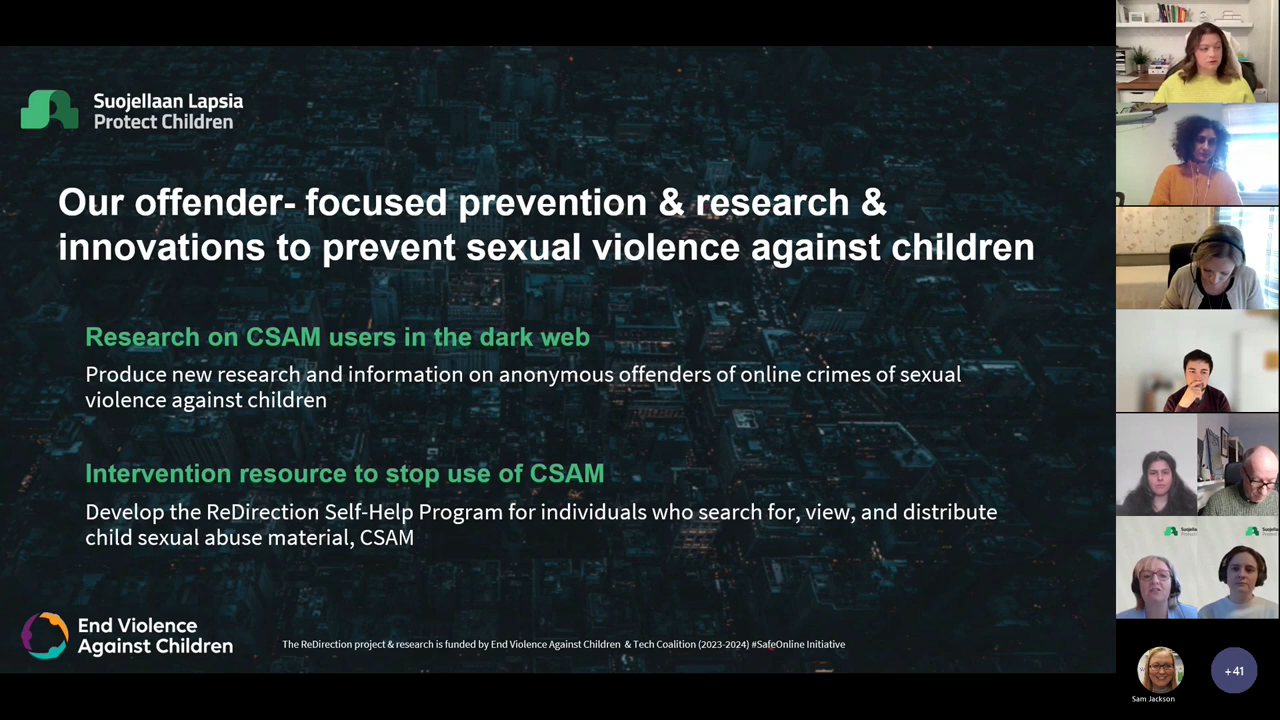 Suojellaan Lapsia
Protect Children
Our offender- focused prevention & research &
innovations to prevent sexual violence against children
Research on CSAM users in the dark web
Produce new research and information on anonymous offenders of online crimes of sexual
violence against children
Intervention resource to stop use of CSAM
Develop the ReDirection Self-Help Program for individuals who search for, view, and distribute
child sexual abuse material, CSAM
End Violence
Against Children
The ReDirection project & research is funded by End Violence Against Children & Tech Coalition (2023-2024) #SafeOnline Initiative
Sam Jackson
+41